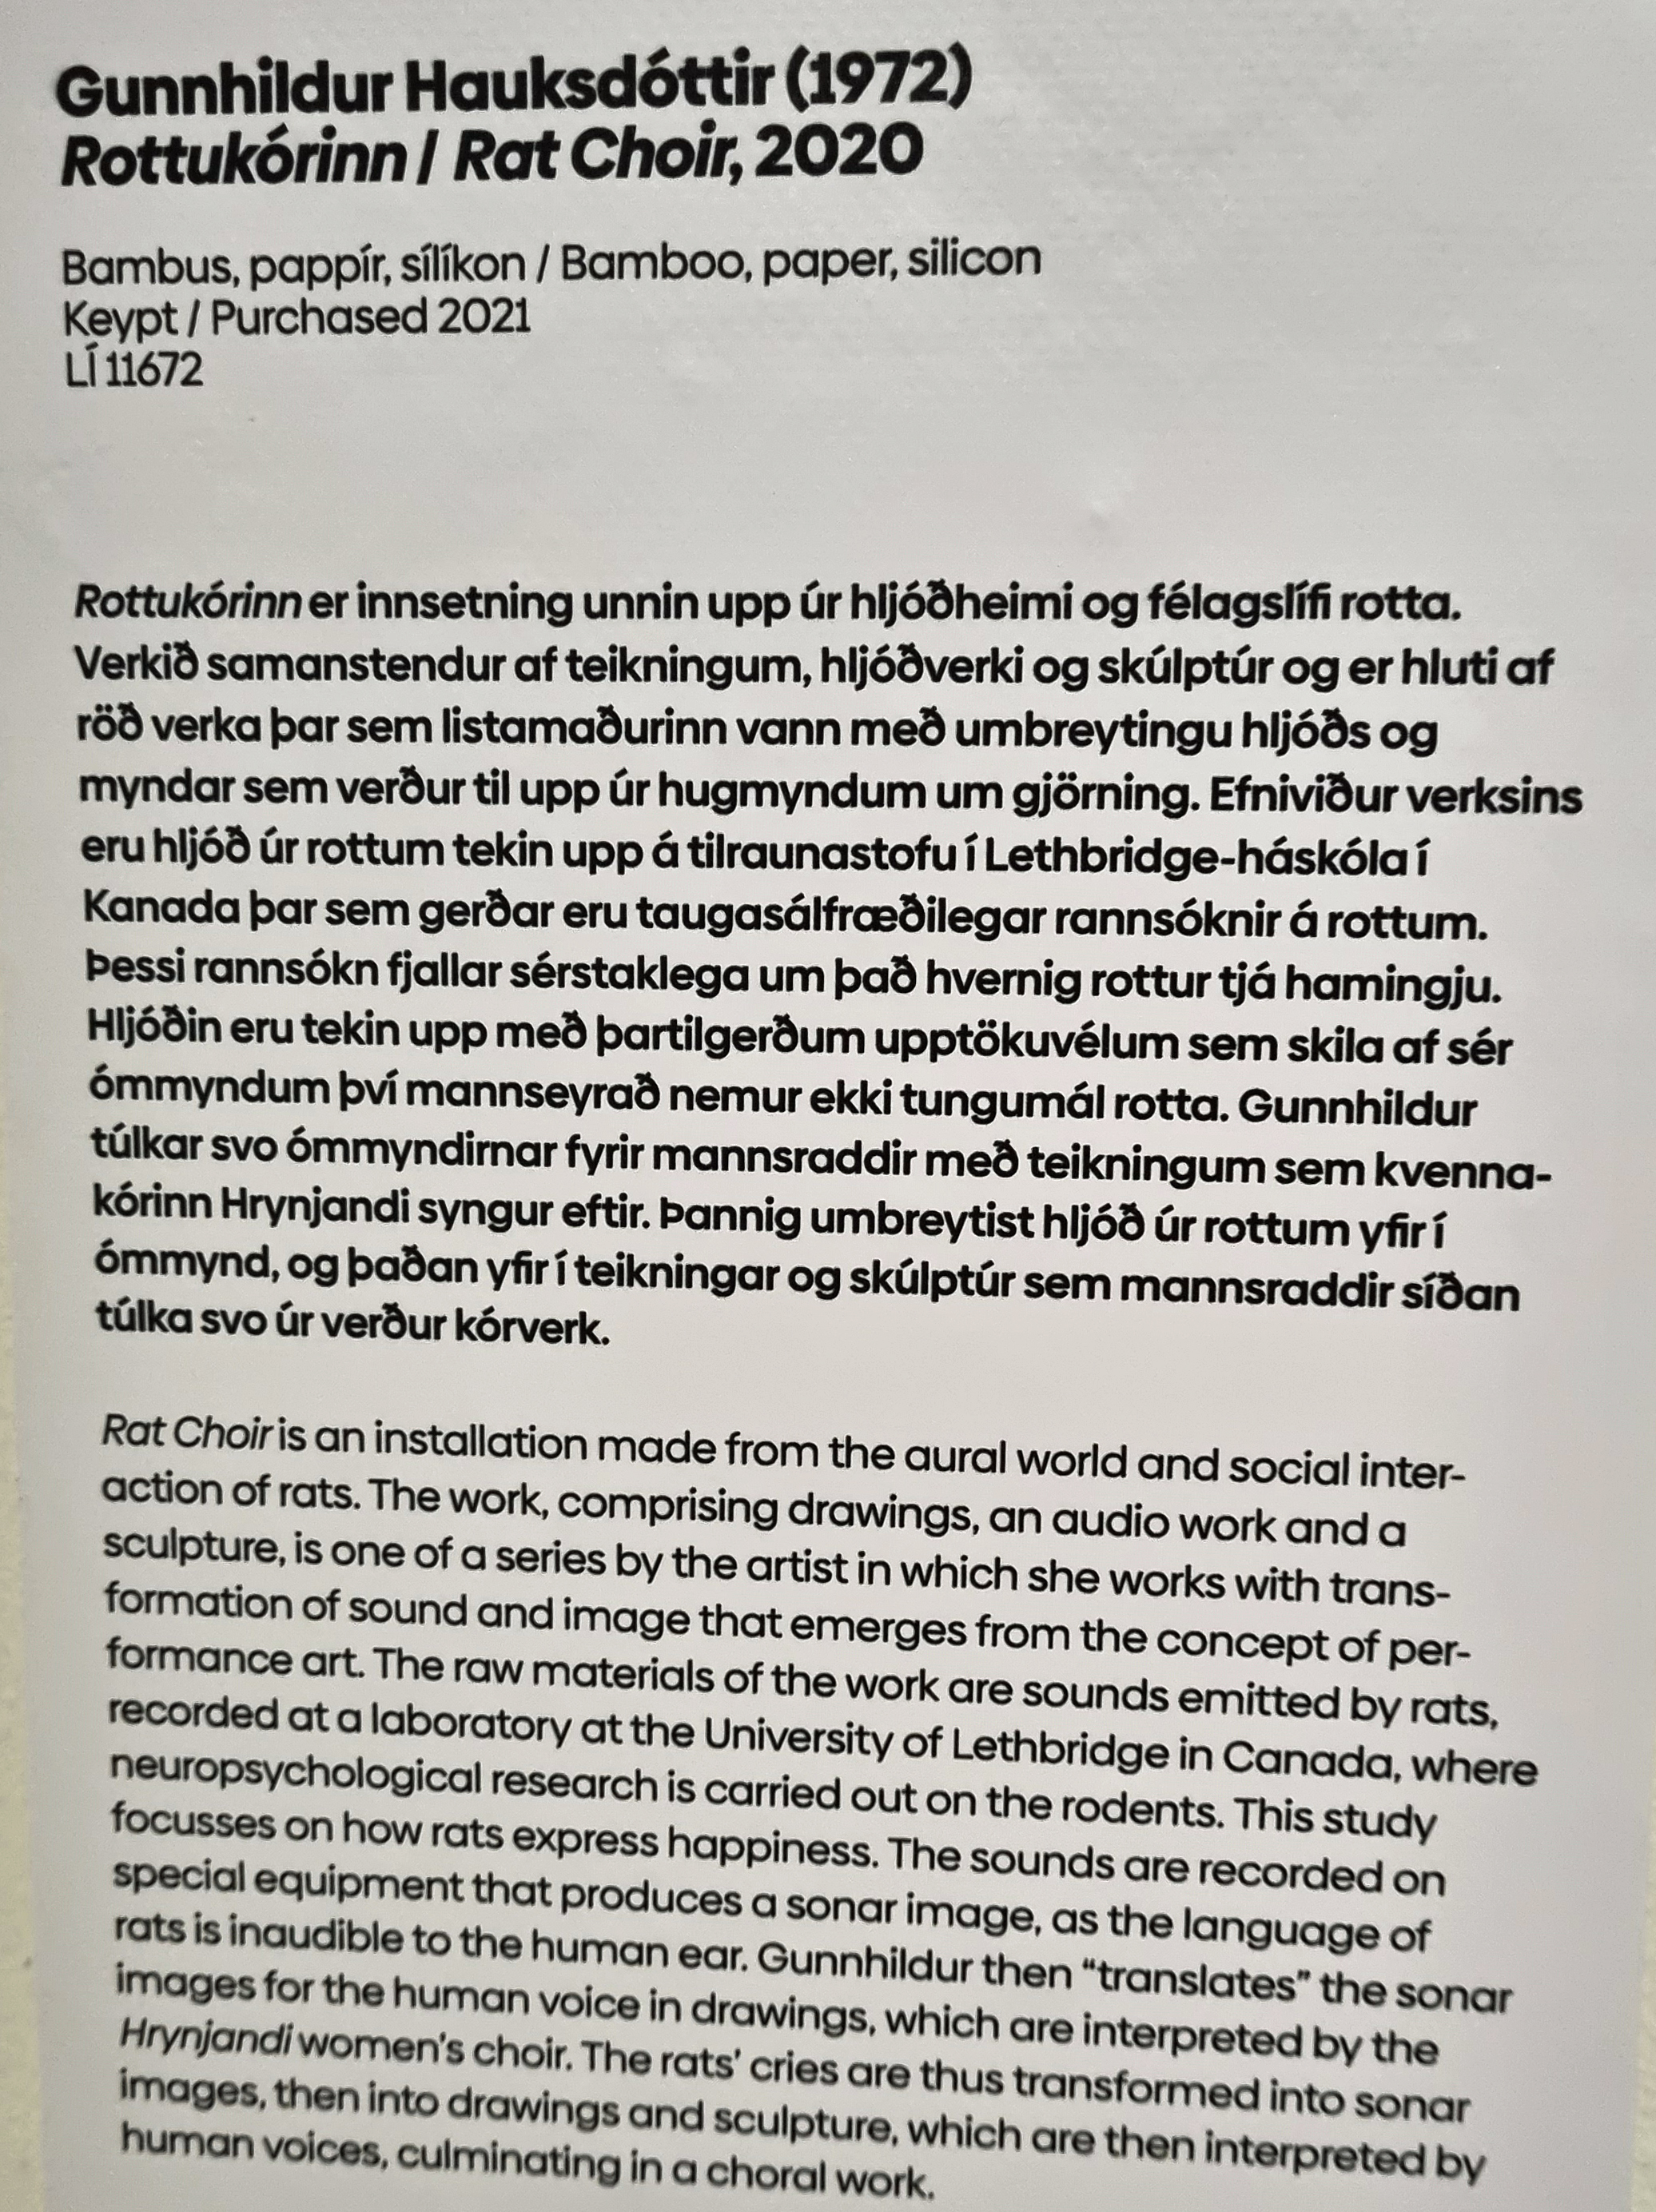 Gunnhildur Hauksdóttir (1972)
Rottukórinn / Rat Choir, 2020
Bambus, pappír, sílíkon / Bamboo, paper, silicon
Keypt / Purchased 2021
LÍ 11672
Rottukórinn er innsetning unnin upp úr hljóðheimi og félagslífi rotta.
Verkið samanstendur af teikningum, hljóðverki og skúlptúr og er hluti af
röð verka þar sem listamaðurinn vann með umbreytingu hljóðs og
myndar sem verður til upp úr hugmyndum um gjörning. Efniviður verksins
eru hljóð úr rottum tekin upp á tilraunastofu í Lethbridge-háskóla í
Kanada þar sem gerðar eru taugasálfræðilegar rannsóknir á rottum.
Þessi rannsókn fjallar sérstaklega um það hvernig rottur tjá hamingju.
Hljóðin eru tekin upp með þartilgerðum upptökuvélum sem skila af sér
ómmyndum því mannseyrað nemur ekki tungumál rotta. Gunnhildur
túlkar svo ómmyndirnar fyrir mannsraddir með teikningum sem kvenna-
kórinn Hrynjandi syngur eftir. Þannig umbreytist hljóð úr rottum yfir í
ómmynd, og þaðan yfir í teikningar og skúlptúr sem mannsraddir síðan
túlka svo úr verður kórverk.
Rat Choir is an installation made from the aural world and social inter-
action of rats. The work, comprising drawings, an audio work and a
sculpture, is one of a series by the artist in which she works with trans-
formation of sound and image that emerges from the concept of per-
formance art. The raw materials of the work are sounds emitted by rats,
recorded at a laboratory at the University of Lethbridge in Canada, where
neuropsychological research is carried out on the rodents. This study
focusses on how rats express happiness. The sounds are recorded on
special equipment that produces a sonar image, as the language of
rats is inaudible to the human ear. Gunnhildur then “translates” the sonar
images for the human voice in drawings, which are interpreted by the
Hrynjandi women’s choir. The rats’ cries are thus transformed into sonar
images, then into drawings and sculpture, which are then interpreted by
human voices, culminating in a choral work.